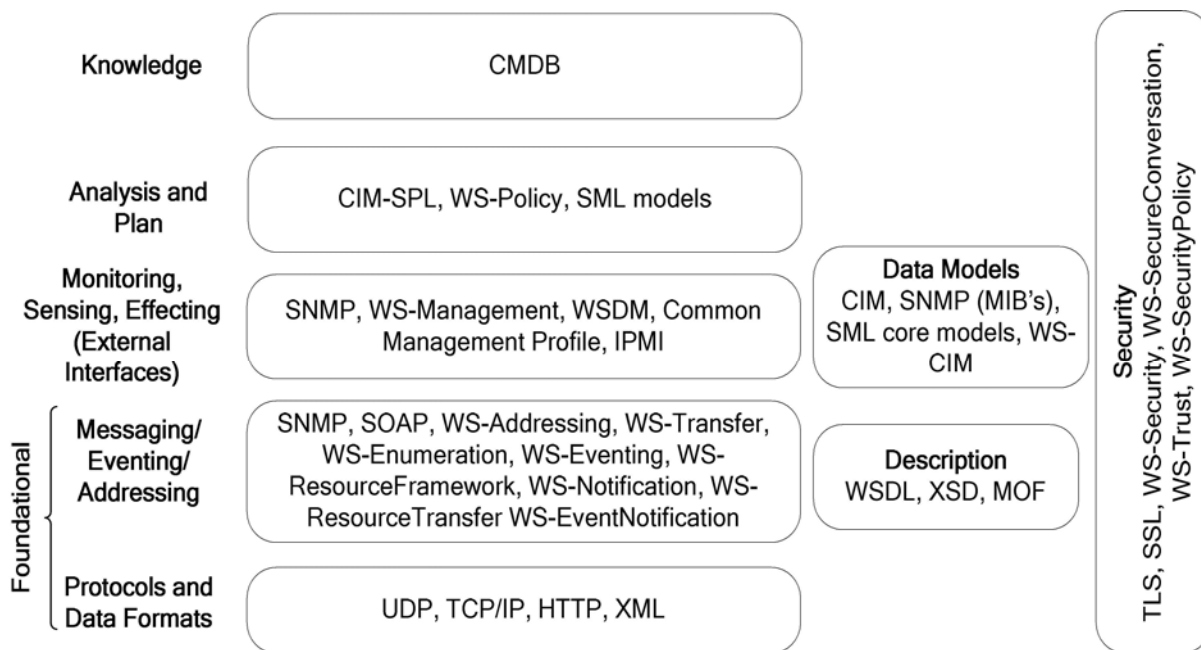 Knowledge
CMDB
Analysis and
Plan
CIM-SPL, WS-Policy, SML models
Monitoring,
Sensing, Effecting
(External
Interfaces)
SNMP, WS-Management, WSDM, Common
Management Profile, IPMI
Data Models
CIM, SNMP (MIB's),
SML core models, WS-
CIM
Foundational
Messaging/
Eventing/
Addressing
SNMP, SOAP, WS-Addressing, WS-Transfer,
WS-Enumeration, WS-Eventing, WS-
ResourceFramework, WS-Notification, WS-
ResourceTransfer WS-EventNotification
Description
WSDL, XSD, MOF
Protocols and
Data Formats
UDP, TCP/IP, HTTP, XML
Security
TLS, SSL, WS-Security, WS-SecureConversation,
WS-Trust, WS-SecurityPolicy